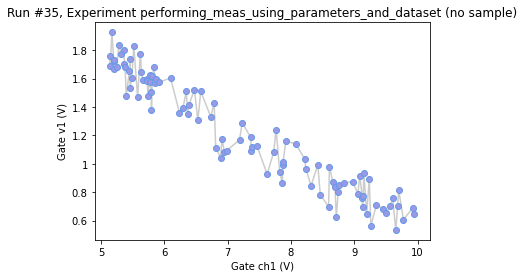 Run #35, Experiment performing_meas_using_parameters_and_dataset (no sample)
Gate v1 (V)
1.8
1.6
1.4
1.2
1
0.8
0.6
5 6 7 8 9 10
Gate ch1 (V)